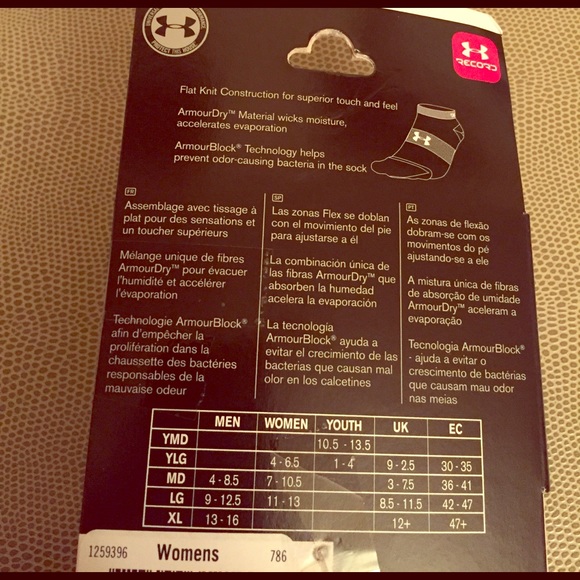 PROTECT THIS HOUSE
RECORD
Flat Knit Construction for superior touch and feel
ArmourDry™ Material wicks moisture,
accelerates evaporation
ArmourBlock® Technology helps
prevent odor-causing bacteria in the sock
FR
Assemblage avec tissage à
plat pour des sensations et
un toucher supérieurs
Mélange unique de fibres
ArmourDry™ pour évacuer
l'humidité et accélérer
l'évaporation
Technologie ArmourBlock®
afin d'empêcher la
prolifération dans la
chaussette des bactéries
responsables de la
mauvaise odeur
SP
Las zonas Flex se doblan
con el movimiento del pie
para ajustarse a él
La combinación única de
las fibras ArmourDry™ que
absorben la humedad
acelera la evaporación
La tecnología
ArmourBlock® ayuda a
evitar el crecimiento de las
bacterias que causan mal
olor en los calcetines
PT
As zonas de flexão
dobram-se com os
movimentos do pé
ajustando-se a ele
A mistura única de fibras
de absorção de umidade
ArmourDry™ aceleram a
evaporação
Tecnologia ArmourBlock®
- ajuda a evitar o
crescimento de bactérias
que causam mau odor
nas meias
MEN WOMEN YOUTH UK EC
YMD 10.5 - 13.5
YLG 4 - 6.5 1 - 4 9 - 2.5 30 - 35
MD 4 - 8.5 7 - 10.5 3 - 7.5 36 - 41
LG 9 - 12.5 11 - 13 8.5 - 11.5 42 - 47
XL 13 - 16 12+ 47+
1259396 Womens 786